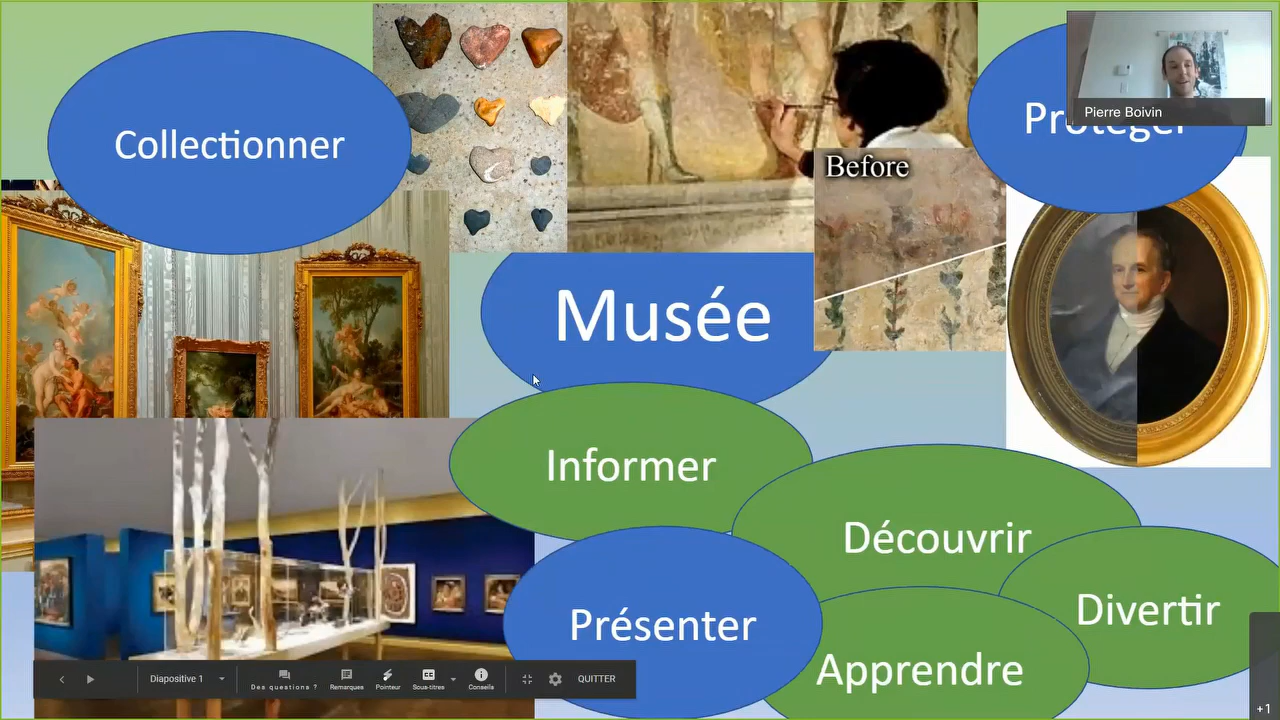 Collectionner
Protéger
Pierre Boivin
Before
Musée
Informer
Découvrir
Divertir
Présenter
Apprendre
Diapositive 1
Des questions ?
Remarques
Pointeur
Sous-titres
Conseils
QUITTER
+1